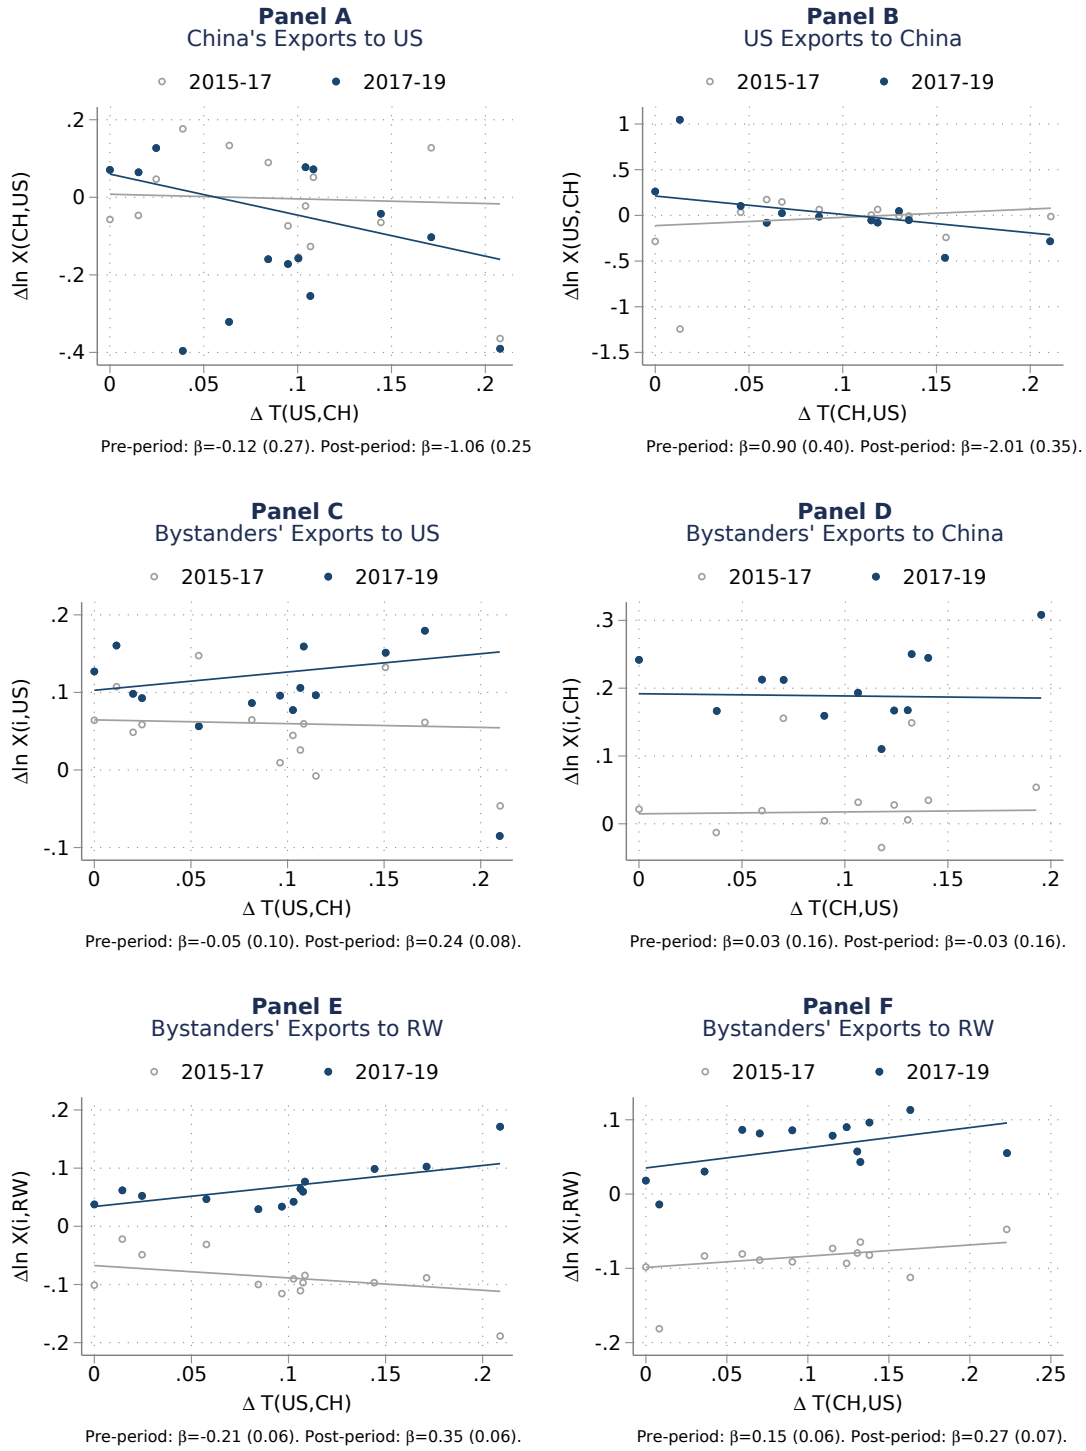 Panel A
China's Exports to US
2015-17 2017-19
.2
0
-.2
-.4
Δln X(CH,US)
0 .05 .1 .15 .2
Δ T(US,CH)
Pre-period: β=-0.12 (0.27). Post-period: β=-1.06 (0.25
Panel B
US Exports to China
2015-17 2017-19
1
.5
0
-.5
-1
-1.5
Δln X(US,CH)
0 .05 .1 .15 .2
Δ T(CH,US)
Pre-period: β=0.90 (0.40). Post-period: β=-2.01 (0.35).
Panel C
Bystanders' Exports to US
2015-17 2017-19
.2
.1
0
-.1
Δln X(i,US)
0 .05 .1 .15 .2
Δ T(US,CH)
Pre-period: β=-0.05 (0.10). Post-period: β=0.24 (0.08).
Panel D
Bystanders' Exports to China
2015-17 2017-19
.3
.2
.1
0
Δln X(i,CH)
0 .05 .1 .15 .2
Δ T(CH,US)
Pre-period: β=0.03 (0.16). Post-period: β=-0.03 (0.16).
Panel E
Bystanders' Exports to RW
2015-17 2017-19
.2
.1
0
-.1
-.2
Δln X(i,RW)
0 .05 .1 .15 .2
Δ T(US,CH)
Pre-period: β=-0.21 (0.06). Post-period: β=0.35 (0.06).
Panel F
Bystanders' Exports to RW
2015-17 2017-19
.1
0
-.1
-.2
Δln X(i,RW)
0 .05 .1 .15 .2 .25
Δ T(CH,US)
Pre-period: β=0.15 (0.06). Post-period: β=0.27 (0.07).